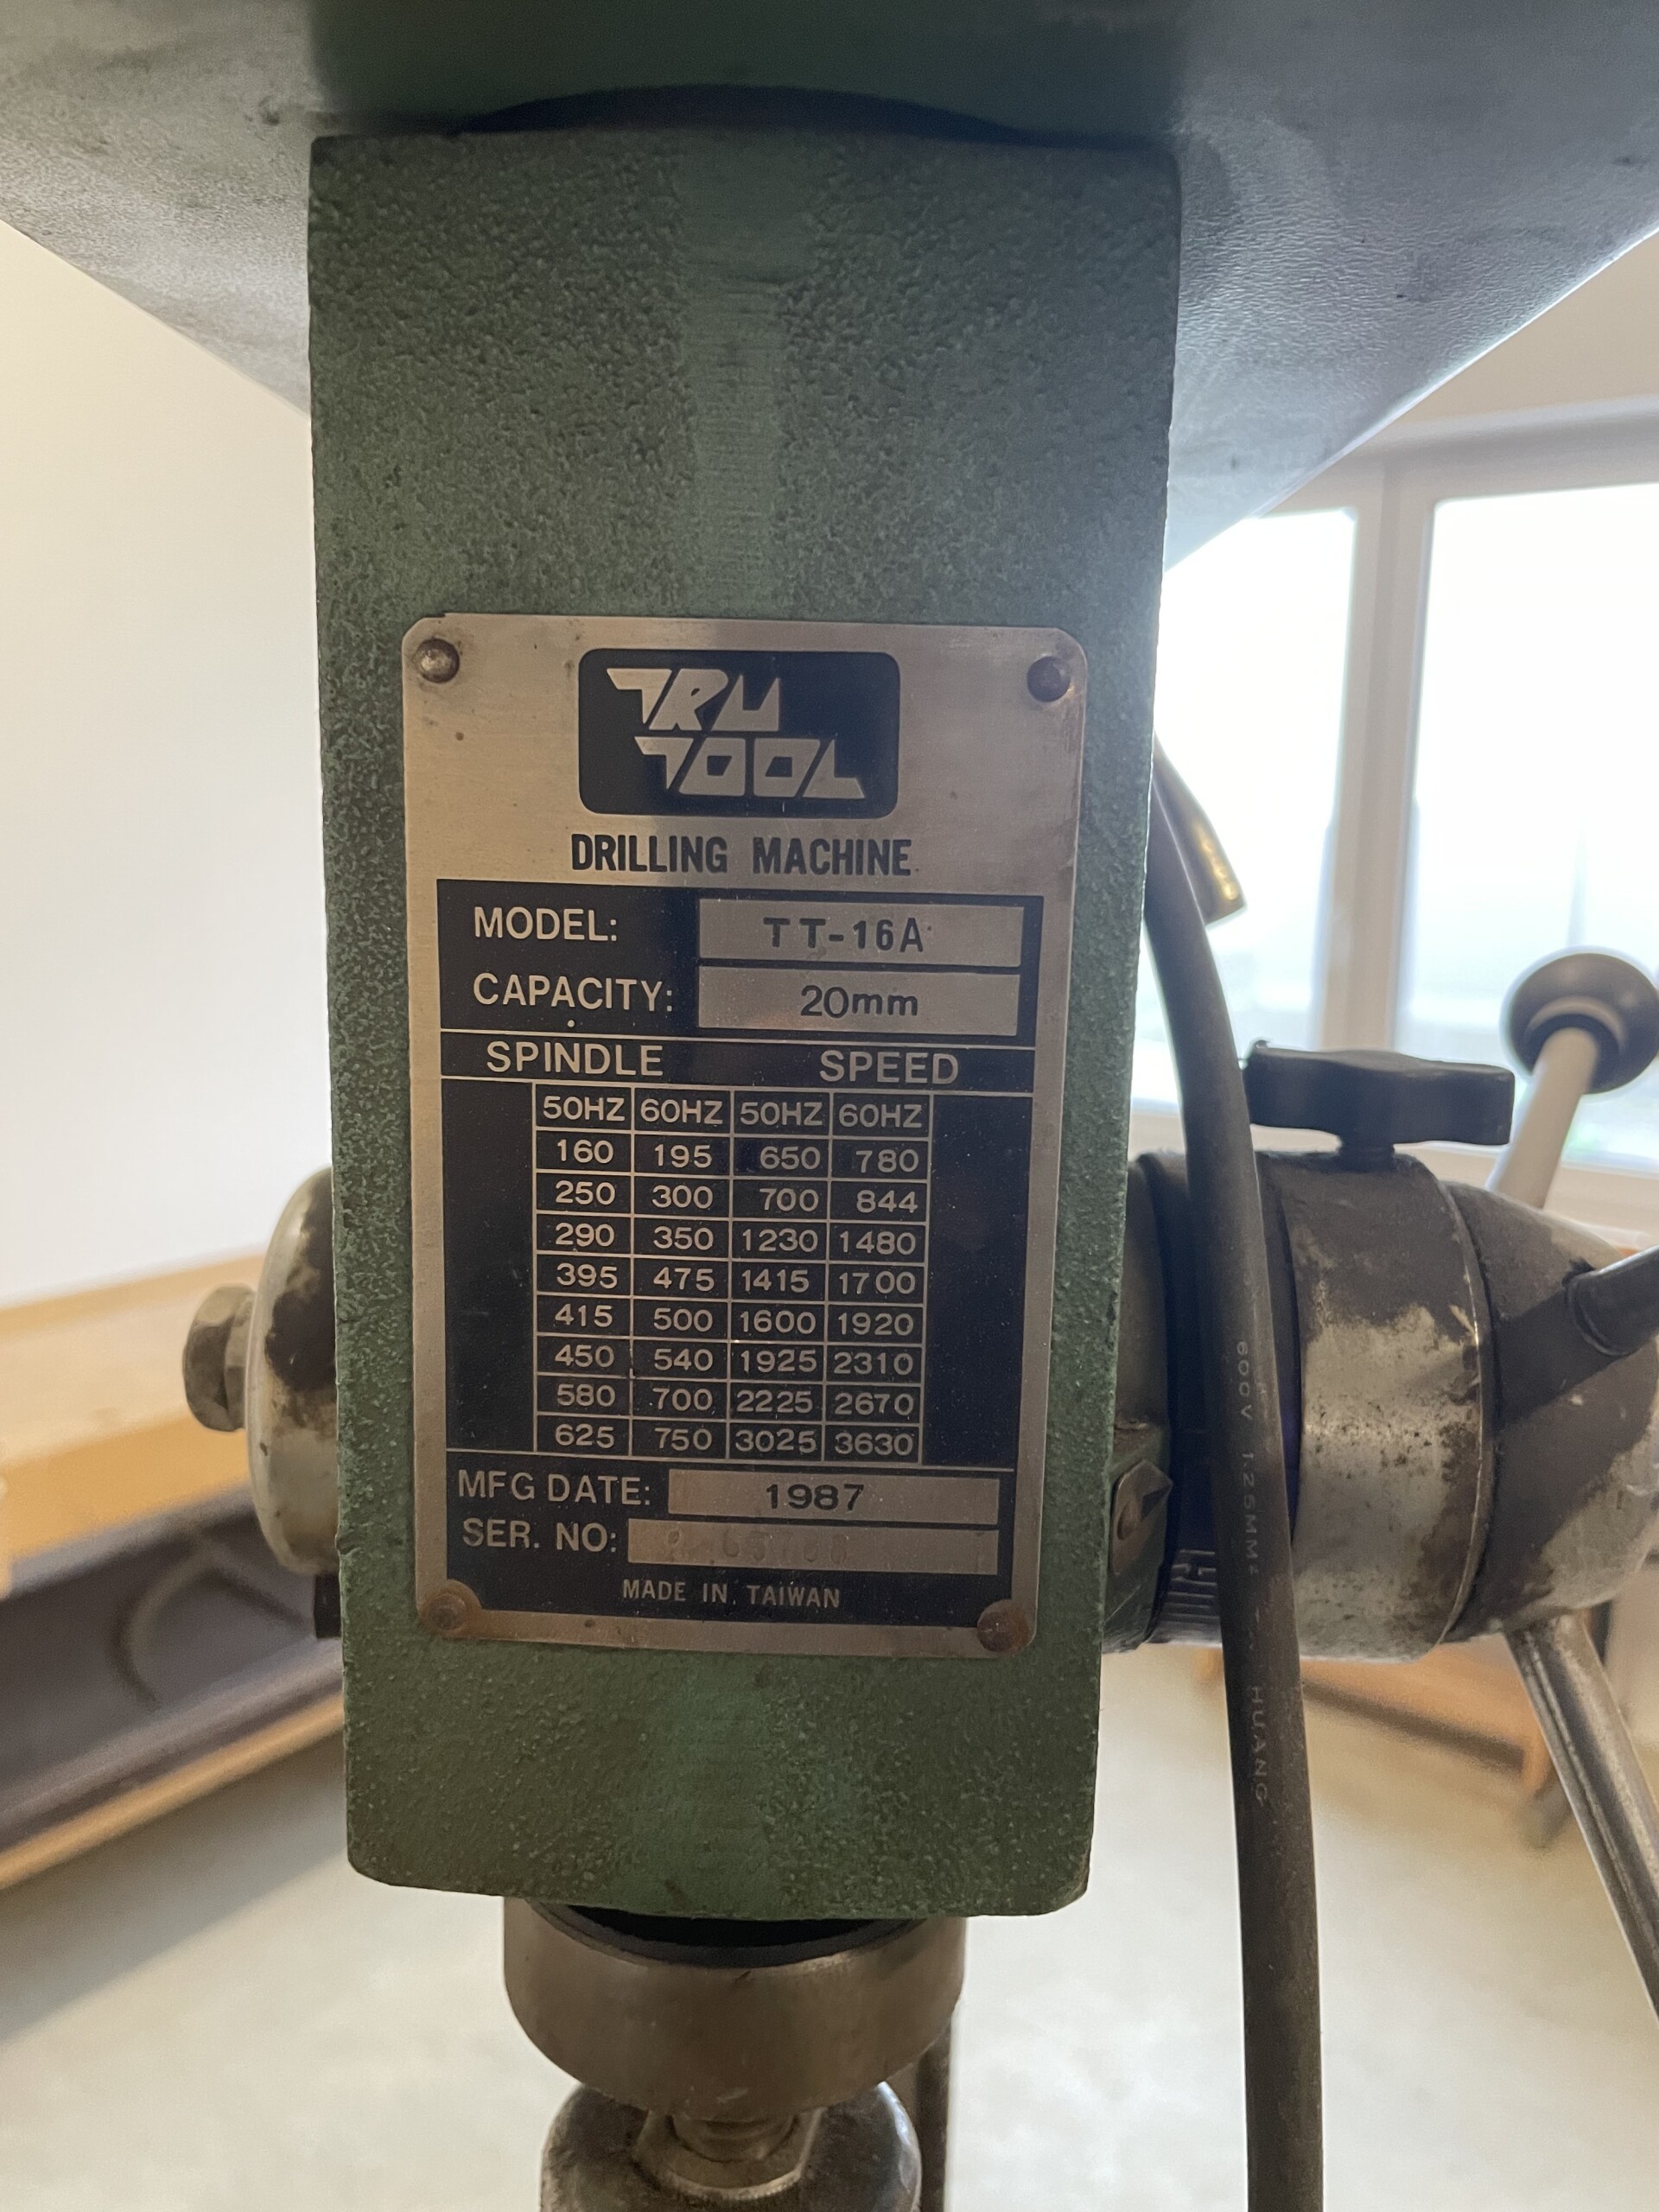 TRU
TOOL
DRILLING MACHINE
MODEL: TT-16A
CAPACITY: 20mm
SPINDLE SPEED
50HZ 60HZ 50HZ 60HZ
160 195 650 780
250 300 700 844
290 350 1230 1480
395 475 1415 1700
415 500 1600 1920
450 540 1925 2310
580 700 2225 2670
625 750 3025 3630
MFG DATE: 1987
SER. NO:
MADE IN TAIWAN
600V 1.25MM²
HUANG